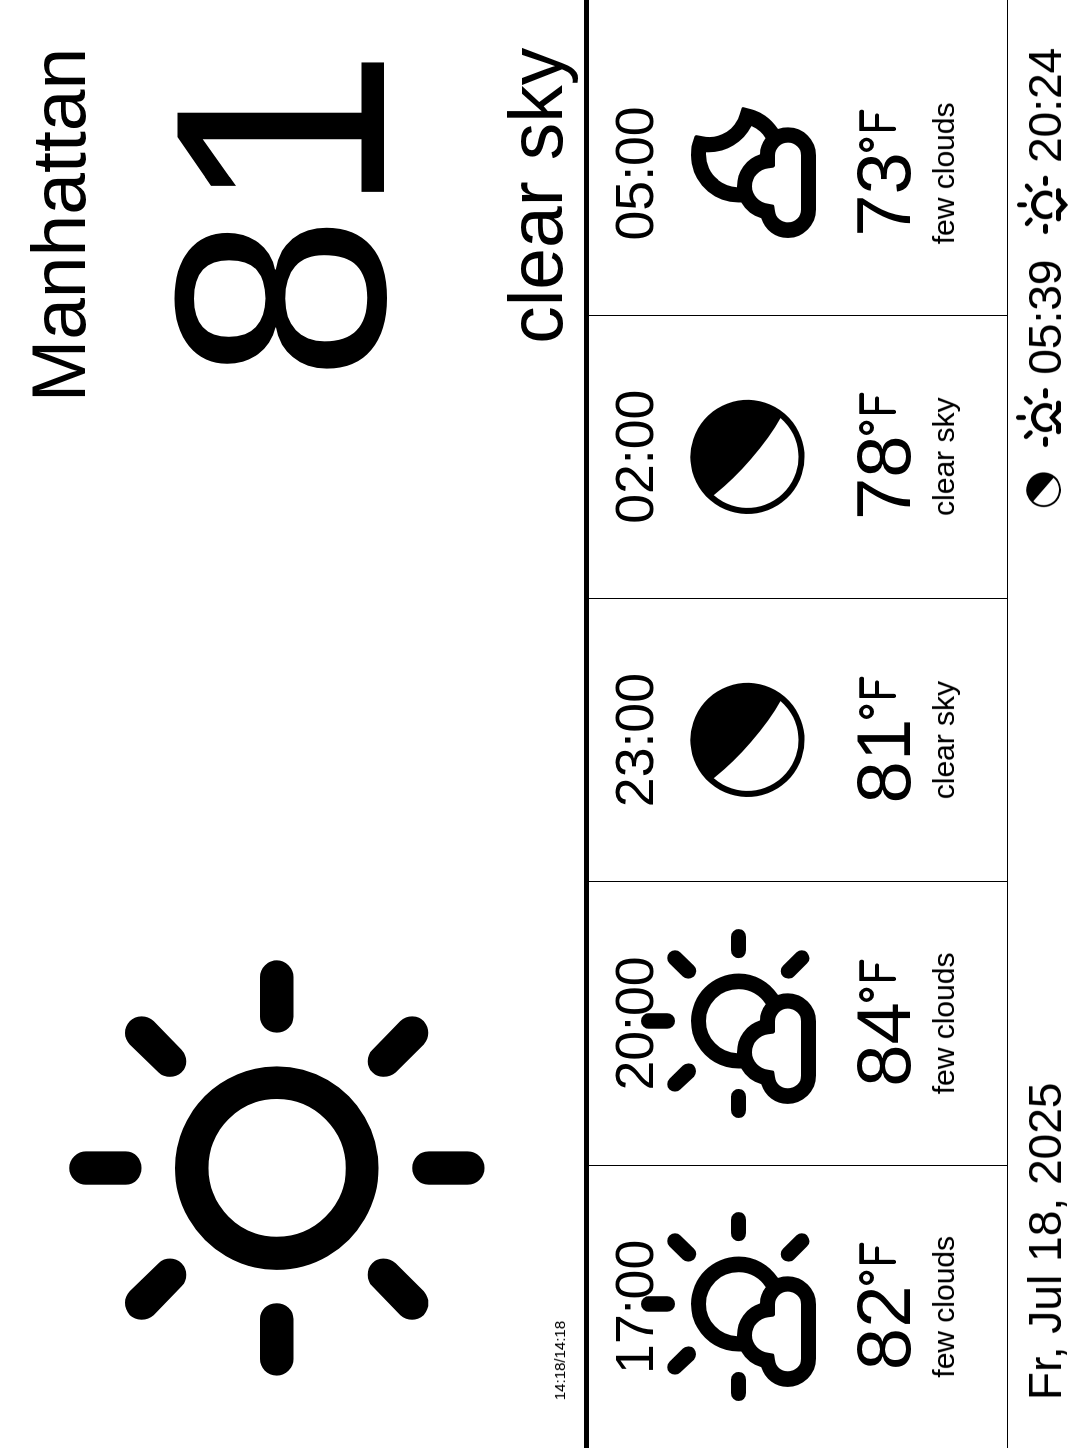 Manhattan
81
clear sky
14:18/14:18
17:00
82°F
few clouds
20:00
84°F
few clouds
23:00
81°F
clear sky
02:00
78°F
clear sky
05:00
73°F
few clouds
Fr, Jul 18, 2025
05:39
20:24